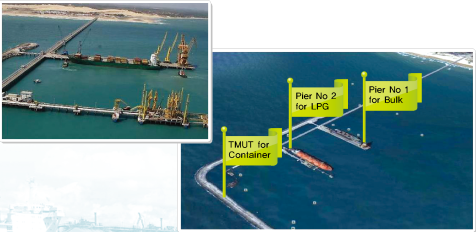 Pier No 1
for Bulk
Pier No 2
for LPG
TMUT for
Container